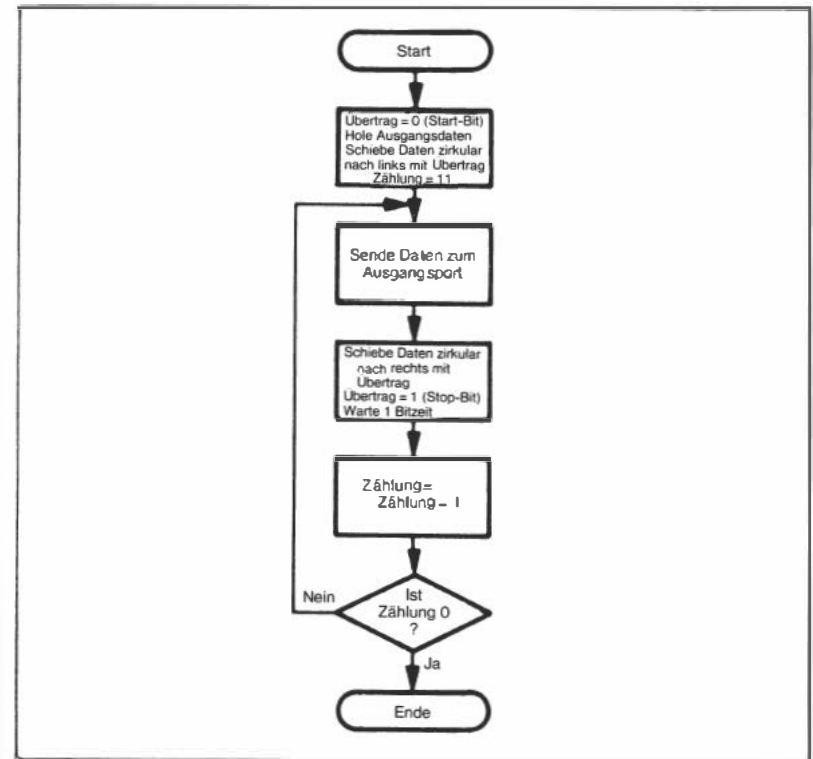 Start
Übertrag = 0 (Start-Bit)
Hole Ausgangsdaten
Schiebe Daten zirkular
nach links mit Übertrag
Zählung = 11
Sende Daten zum
Ausgangsport
Schiebe Daten zirkular
nach rechts mit
Übertrag
Übertrag = 1 (Stop-Bit)
Warte 1 Bitzeit
Zählung =
Zählung – 1
Nein
Ist
Zählung 0
?
Ja
Ende